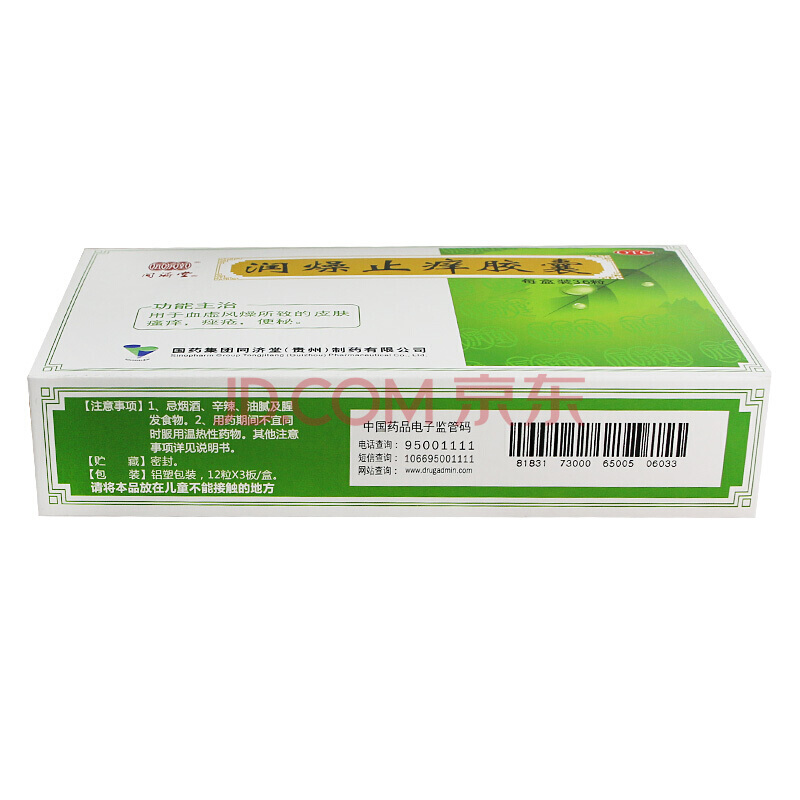 同济堂
润燥止痒胶囊
OTC
每盒装36粒
功能主治
用于血虚风燥所致的皮肤
瘙痒，痤疮，便秘。
国药集团同济堂(贵州)制药有限公司
Sinopharm Group Tongjitang (Guizhou) Pharmaceutical Co., Ltd.
JD.COM 京东
【注意事项】1、忌烟酒、辛辣、油腻及腥
发食物。2、用药期间不宜同
时服用温热性药物。其他注意
事项详见说明书。
【贮 藏】密封。
【包 装】铝塑包装，12粒X3板/盒。
请将本品放在儿童不能接触的地方
中国药品电子监管码
电话查询：95001111
短信查询：106695001111
网站查询：www.drugadmin.com
81831 73000 65005 06033